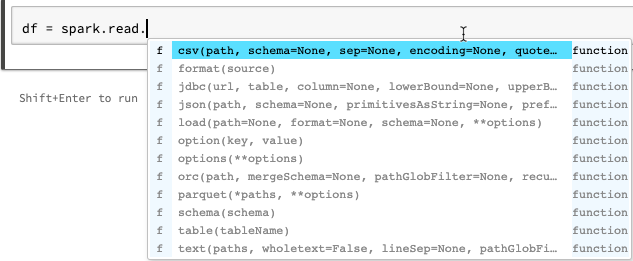 df = spark.read.
f csv(path, schema=None, sep=None, encoding=None, quote… function
f format(source) function
f jdbc(url, table, column=None, lowerBound=None, upperB… function
f json(path, schema=None, primitivesAsString=None, pref… function
f load(path=None, format=None, schema=None, **options) function
f option(key, value) function
f options(**options) function
f orc(path, mergeSchema=None, pathGlobFilter=None, recu… function
f parquet(*paths, **options) function
f schema(schema) function
f table(tableName) function
f text(paths, wholetext=False, lineSep=None, pathGlobFi… function
Shift+Enter to run